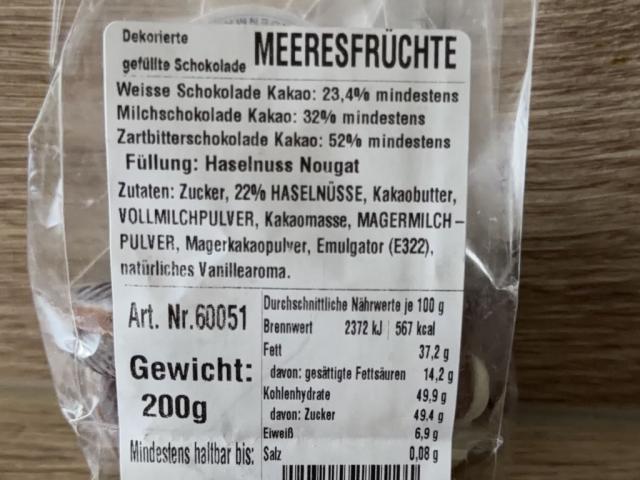 Dekorierte
gefüllte Schokolade MEERESFRÜCHTE
Weisse Schokolade Kakao: 23,4% mindestens
Milchschokolade Kakao: 32% mindestens
Zartbitterschokolade Kakao: 52% mindestens
Füllung: Haselnuss Nougat
Zutaten: Zucker, 22% HASELNÜSSE, Kakaobutter,
VOLLMILCHPULVER, Kakaomasse, MAGERMILCH-
PULVER, Magerkakaopulver, Emulgator (E322),
natürliches Vanillearoma.
Art. Nr.60051
Gewicht:
200g
Mindestens haltbar bis:
Durchschnittliche Nährwerte je 100 g
Brennwert 2372 kJ 567 kcal
Fett 37,2 g
davon: gesättigte Fettsäuren 14,2 g
Kohlenhydrate 49,9 g
davon: Zucker 49,4 g
Eiweiß 6,9 g
Salz 0,08 g